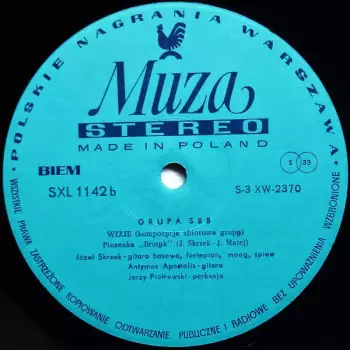 POLSKIE NAGRANIA WARSZAWA
Muza
STEREO
MADE IN POLAND
BIEM
SXL 1142 b
S 33
S-3 XW-2370
GRUPA SBB
WIZJE (kompozycja zbiorowa grupy)
Piosenka „Erotyk" (J. Skrzek - J. Matej)
Józef Skrzek-gitara basowa, fortepian, moog, śpiew
Antymos Apostolis-gitara
Jerzy Piotrowski-perkusja
• WSZYSTKIE PRAWA ZASTRZEŻONE KOPIOWANIE ODTWARZANIE PUBLICZNE I RADIOWE BEZ UPOWAŻNIENIA WZBRONIONE •